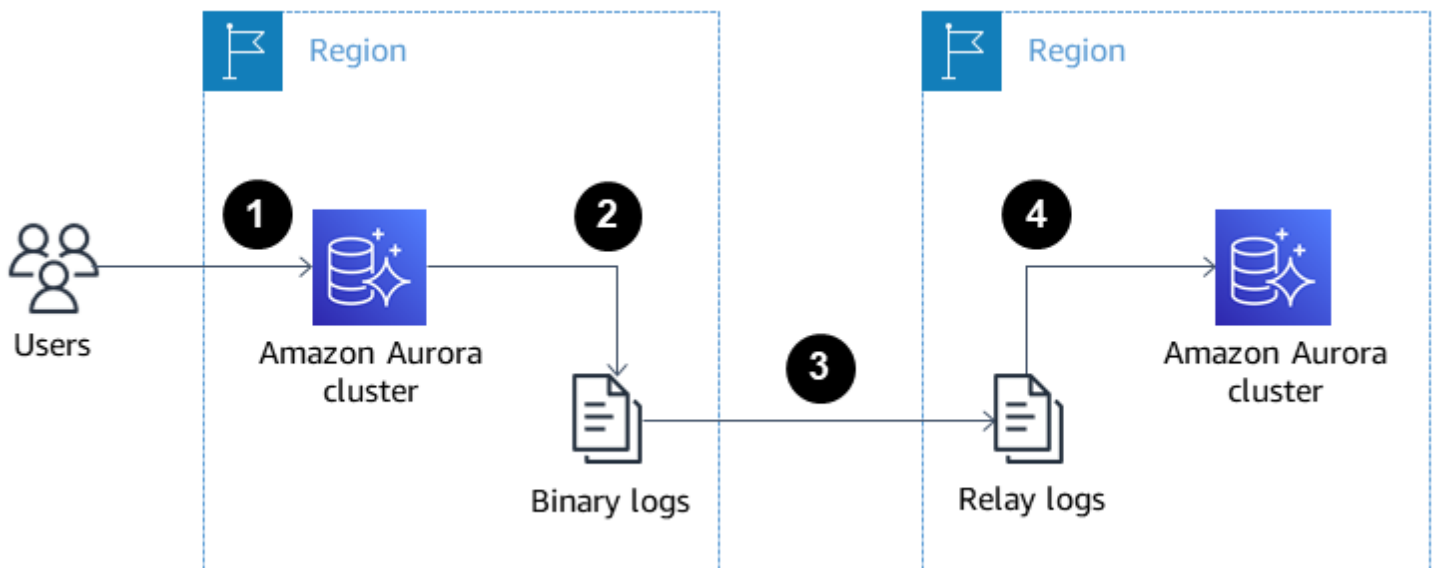 Region
Region
1
2
4
Users
Amazon Aurora
cluster
Amazon Aurora
cluster
3
Binary logs
Relay logs